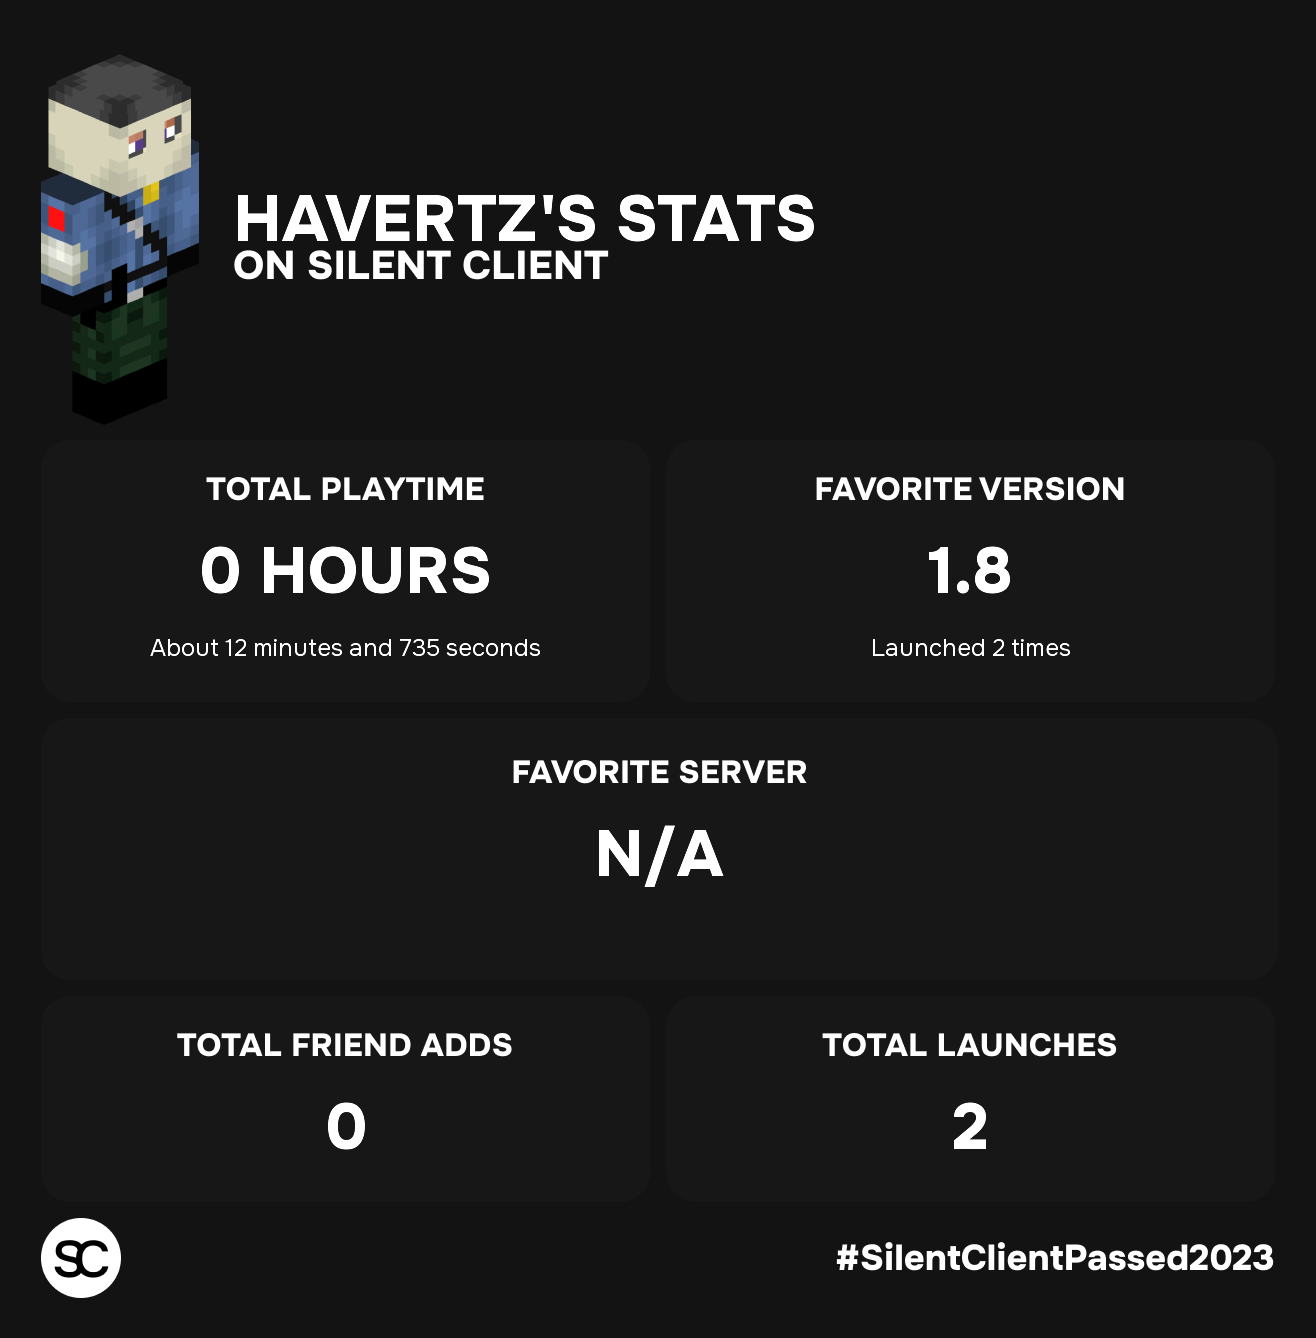 HAVERTZ'S STATS
ON SILENT CLIENT
TOTAL PLAYTIME
0 HOURS
About 12 minutes and 735 seconds
FAVORITE VERSION
1.8
Launched 2 times
FAVORITE SERVER
N/A
TOTAL FRIEND ADDS
0
TOTAL LAUNCHES
2
SC
#SilentClientPassed2023